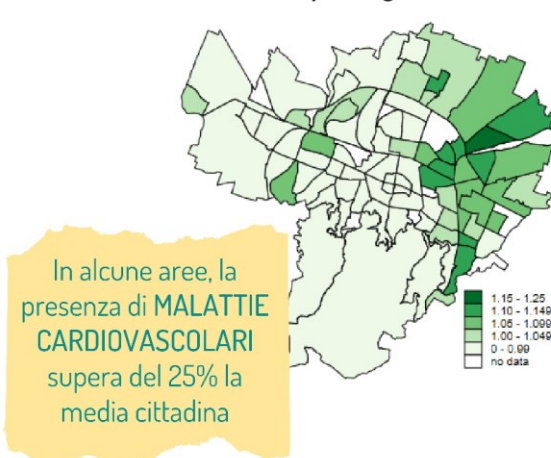 In alcune aree, la
presenza di MALATTIE
CARDIOVASCOLARI
supera del 25% la
media cittadina
1.15 - 1.25
1.10 - 1.149
1.05 - 1.099
1.00 - 1.049
0 - 0.99
no data